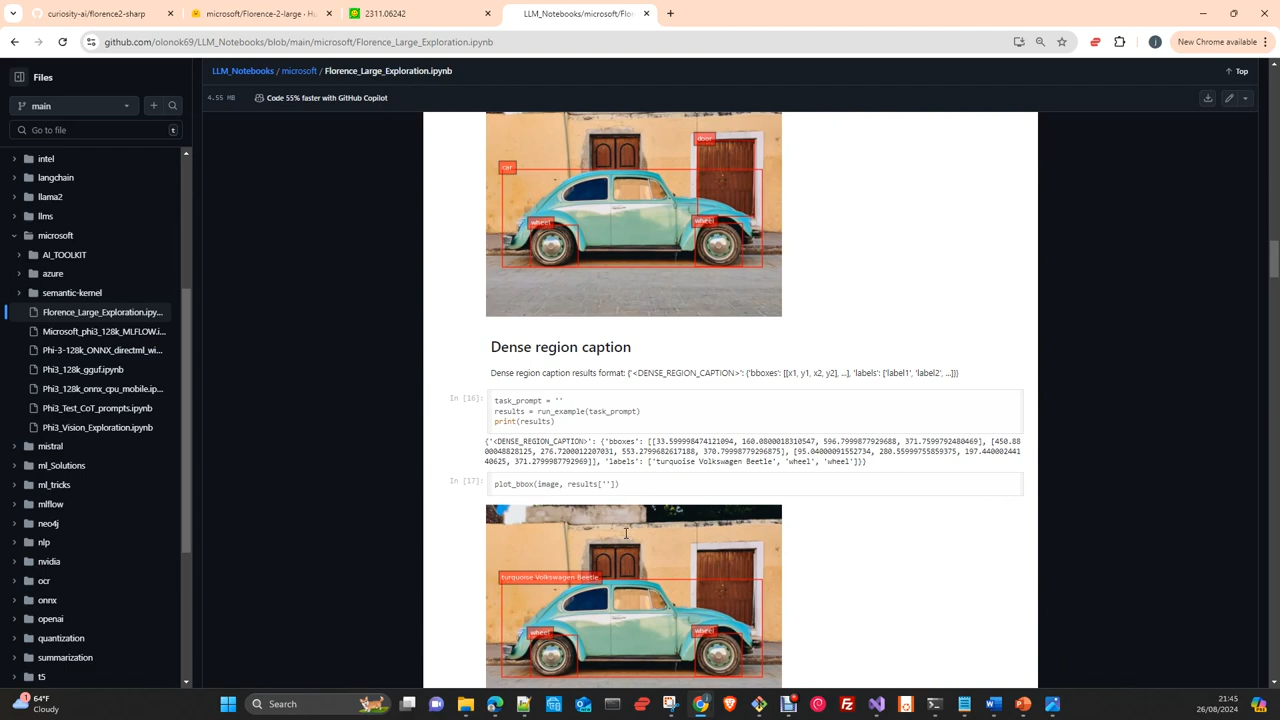 curiosity-ai/florence2-sharp
microsoft/Florence-2-large · Hu
2311.06242
LLM_Notebooks/microsoft/Flo
github.com/olonok69/LLM_Notebooks/blob/main/microsoft/Florence_Large_Exploration.ipynb
New Chrome available
Files
LLM_Notebooks / microsoft / Florence_Large_Exploration.ipynb
Top
main
4.55 MB
Code 55% faster with GitHub Copilot
Go to file
t
intel
langchain
llama2
llms
microsoft
AI_TOOLKIT
azure
semantic-kernel
Florence_Large_Exploration.ipy...
Microsoft_phi3_128k_MLFLOW.i...
Phi-3-128k_ONNX_directml_wi...
Phi3_128k_gguf.ipynb
Phi3_128k_onnx_cpu_mobile.ip...
Phi3_Test_CoT_prompts.ipynb
Phi3_Vision_Exploration.ipynb
mistral
ml_Solutions
ml_tricks
mlflow
neo4j
nlp
nvidia
ocr
onnx
openai
quantization
summarization
t5
door
car
wheel
wheel
Dense region caption
Dense region caption results format: {'<DENSE_REGION_CAPTION>': {'bboxes': [[x1, y1, x2, y2], ...], 'labels': ['label1', 'label2', ...]}}
In [16]:
task_prompt = ''
results = run_example(task_prompt)
print(results)
{'<DENSE_REGION_CAPTION>': {'bboxes': [[33.599998474121094, 160.0800018310547, 596.7999877929688, 371.7599792480469], [450.88
00048828125, 276.7200012207031, 553.2799682617188, 370.79998779296875], [95.04000091552734, 280.55999755859375, 197.440002441
40625, 371.2799987792969]], 'labels': ['turquoise Volkswagen Beetle', 'wheel', 'wheel']}}
In [17]:
plot_bbox(image, results[''])
turquoise Volkswagen Beetle
wheel
wheel
64°F
Cloudy
Search
21:45
26/08/2024